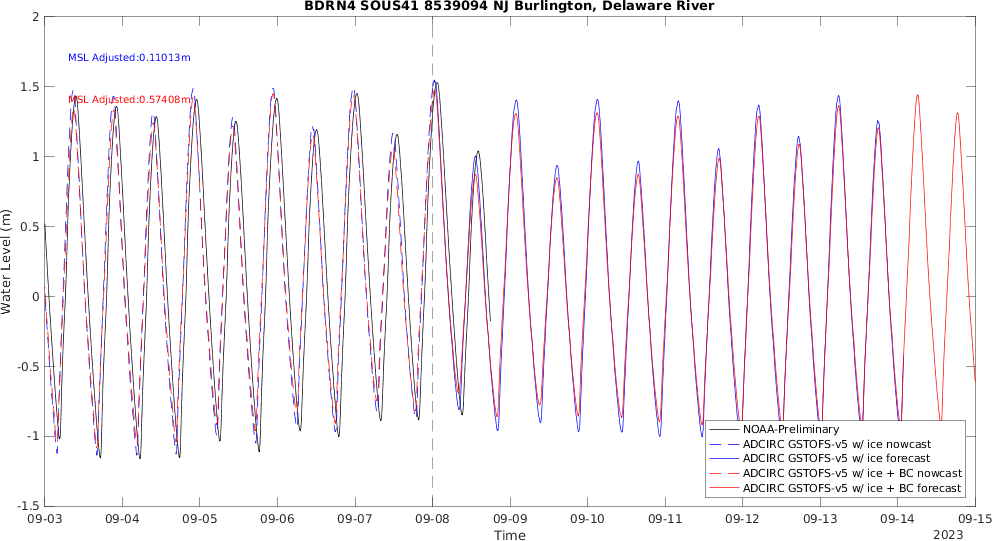 BDRN4 SOUS41 8539094 NJ Burlington, Delaware River
2
1.5
1
0.5
0
-0.5
-1
-1.5
Water Level (m)
MSL Adjusted:0.11013m
MSL Adjusted:0.57408m
NOAA-Preliminary
ADCIRC GSTOFS-v5 w/ ice nowcast
ADCIRC GSTOFS-v5 w/ ice forecast
ADCIRC GSTOFS-v5 w/ ice + BC nowcast
ADCIRC GSTOFS-v5 w/ ice + BC forecast
09-03 09-04 09-05 09-06 09-07 09-08 09-09 09-10 09-11 09-12 09-13 09-14 09-15
Time
2023